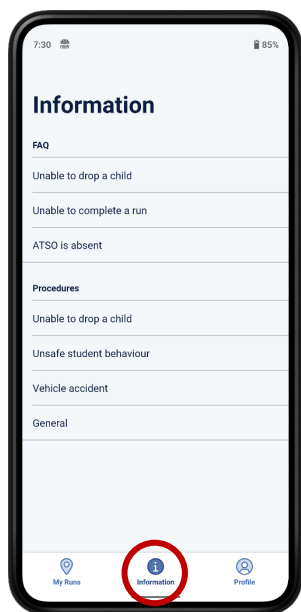 7:30
85%
Information
FAQ
Unable to drop a child
Unable to complete a run
ATSO is absent
Procedures
Unable to drop a child
Unsafe student behaviour
Vehicle accident
General
My Runs
Information
Profile